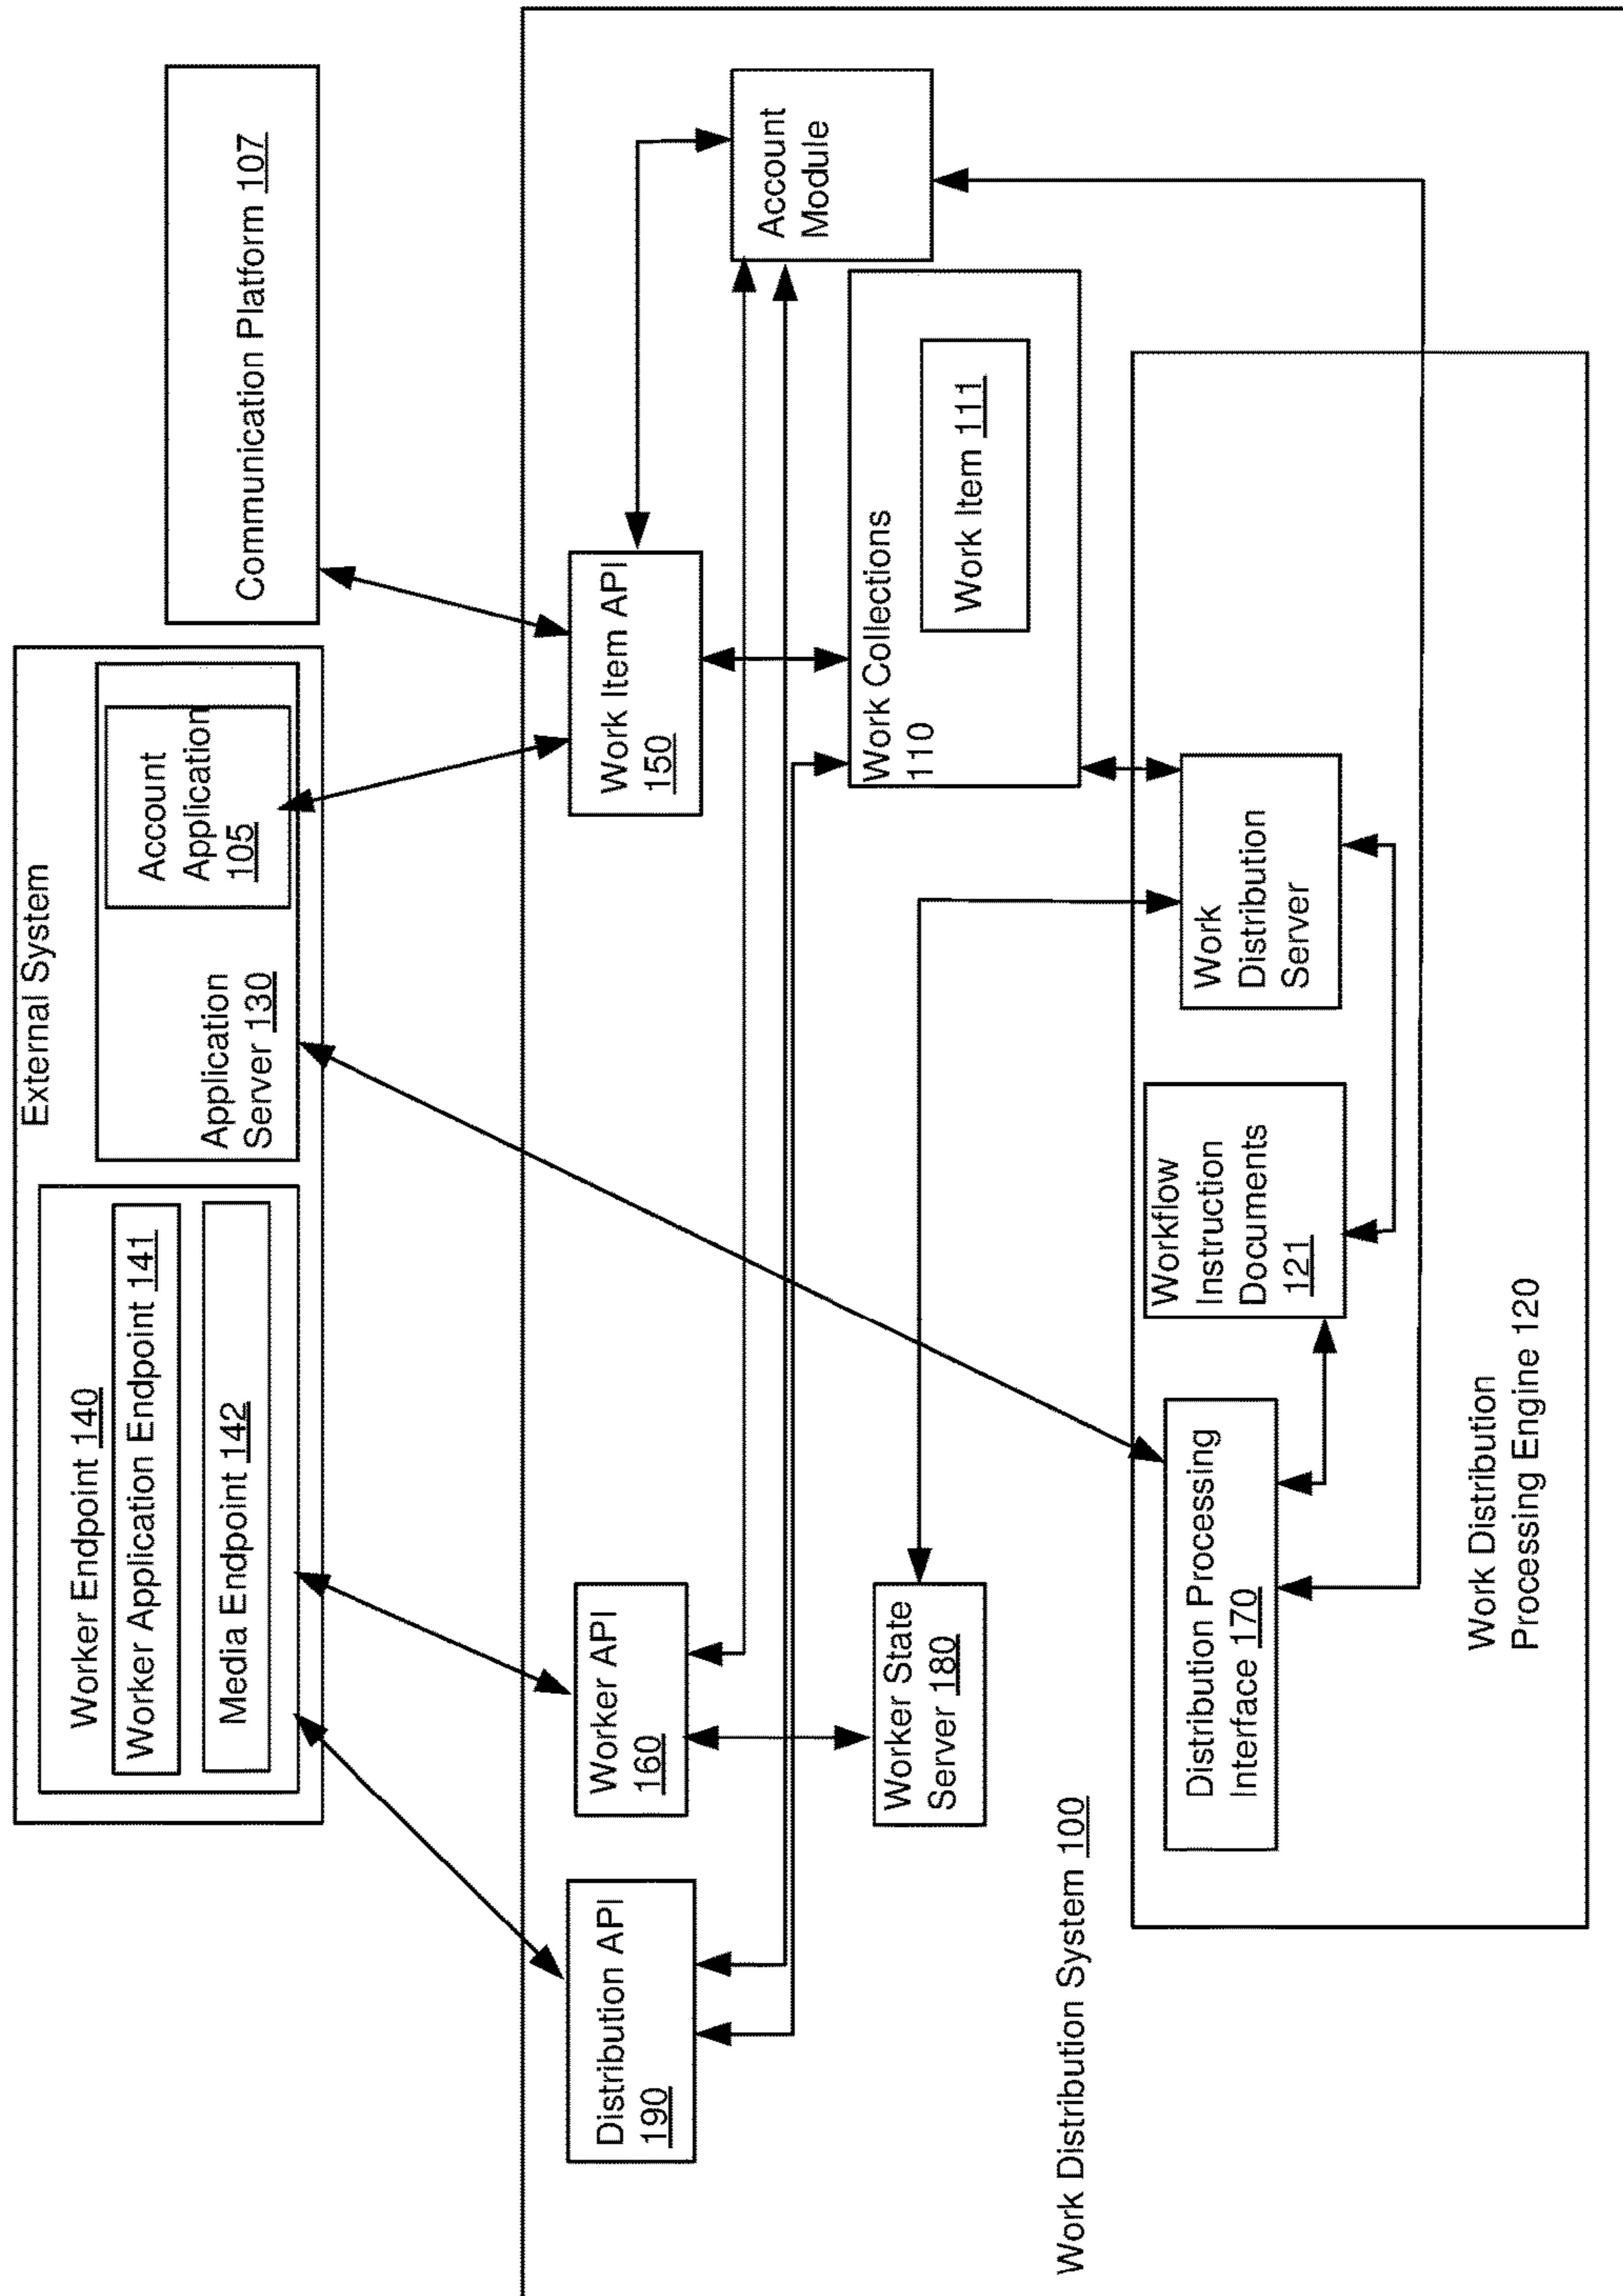 External System
Worker Endpoint 140
Worker Application Endpoint 141
Media Endpoint 142
Application
Server 130
Account
Application
105
Communication Platform 107
Distribution API
190
Worker API
160
Work Item API
150
Account
Module
Worker State
Server 180
Work Collections
110
Work Item 111
Work Distribution System 100
Distribution Processing
Interface 170
Workflow
Instruction
Documents
121
Work
Distribution
Server
Work Distribution
Processing Engine 120